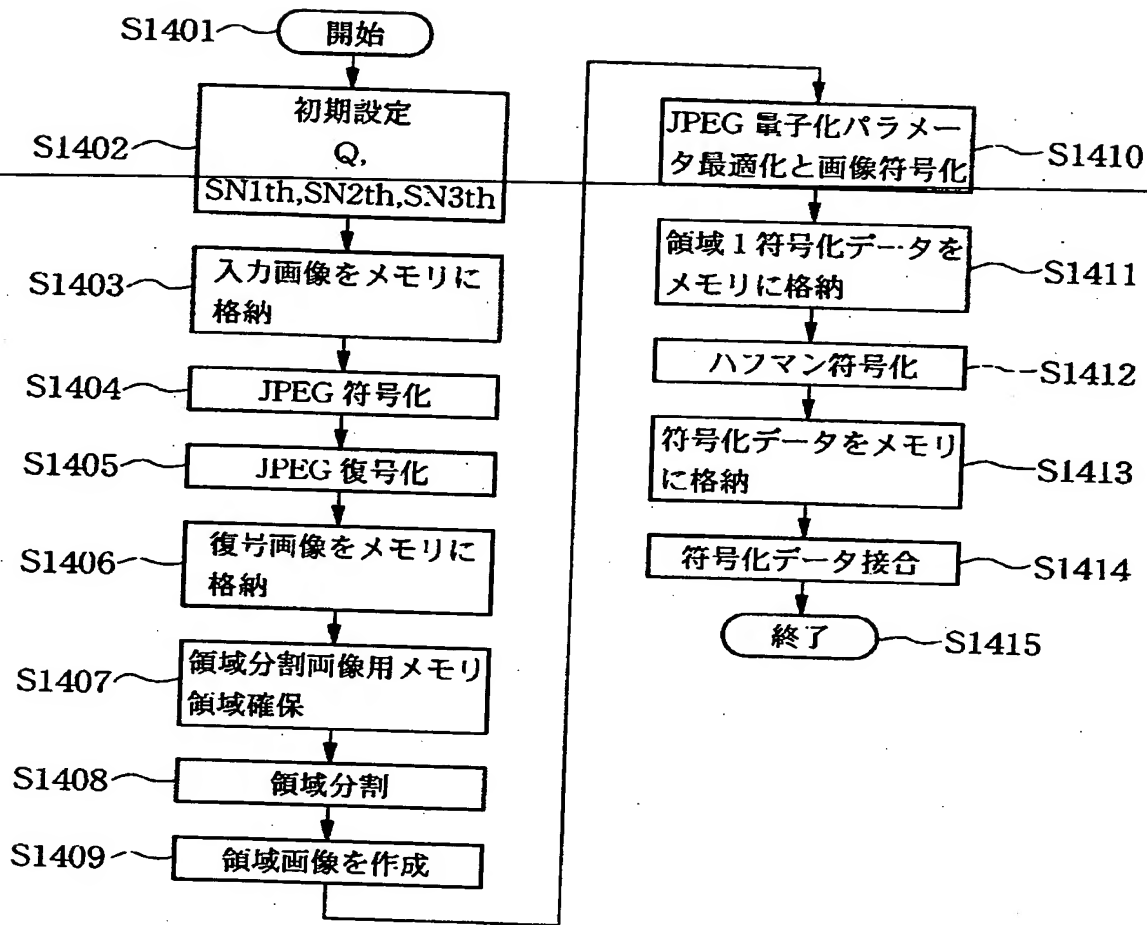 S1401
開始
S1402
初期設定
Q,
SN1th,SN2th,SN3th
S1403
入力画像をメモリに
格納
S1404
JPEG 符号化
S1405
JPEG 復号化
S1406
復号画像をメモリに
格納
S1407
領域分割画像用メモリ
領域確保
S1408
領域分割
S1409
領域画像を作成
JPEG 量子化パラメー
タ最適化と画像符号化
S1410
領域1符号化データを
メモリに格納
S1411
ハフマン符号化
S1412
符号化データをメモリ
に格納
S1413
符号化データ接合
S1414
終了
S1415